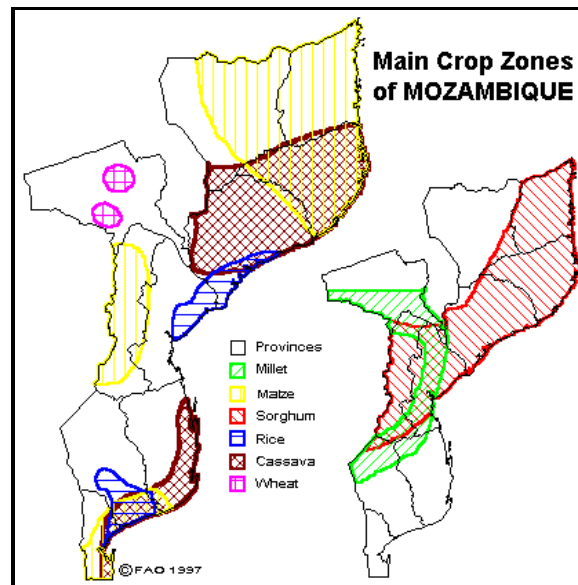 Main Crop Zones
of MOZAMBIQUE
Provinces
Millet
Maize
Sorghum
Rice
Cassava
Wheat
©FAO 1997